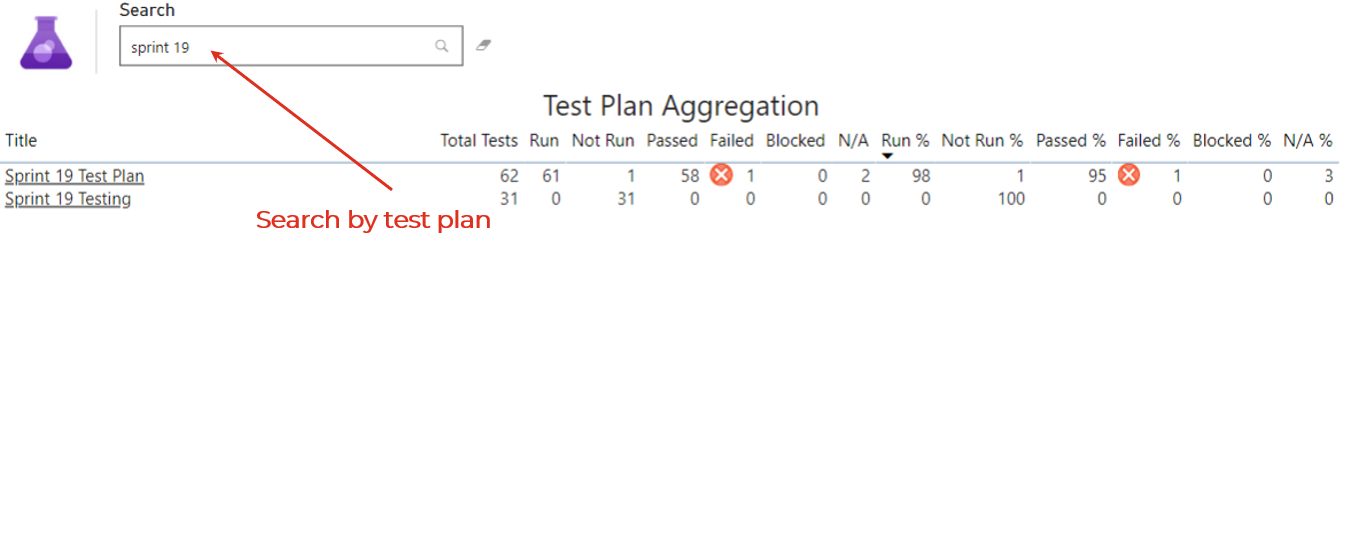 Search
sprint 19
Test Plan Aggregation
Title Total Tests Run Not Run Passed Failed Blocked N/A Run % Not Run % Passed % Failed % Blocked % N/A %
Sprint 19 Test Plan 62 61 1 58 1 0 2 98 1 95 1 0 3
Sprint 19 Testing 31 0 31 0 0 0 0 0 100 0 0 0 0
Search by test plan